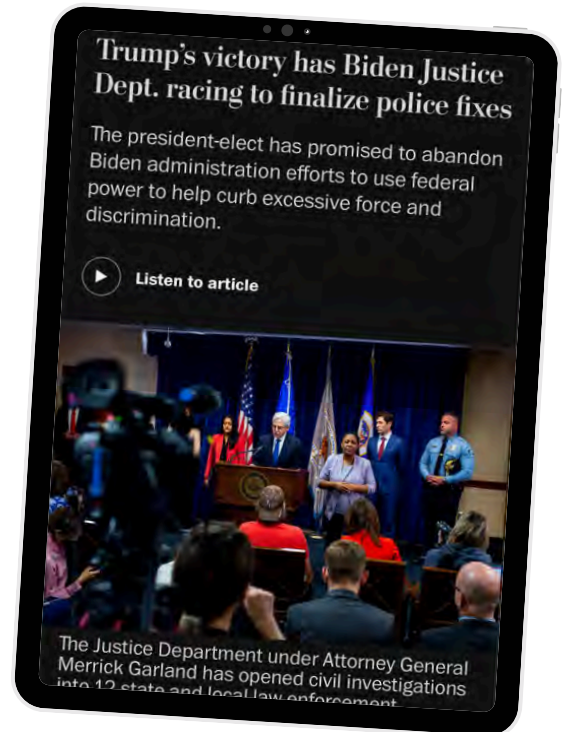 Trump’s victory has Biden Justice
Dept. racing to finalize police fixes
The president-elect has promised to abandon
Biden administration efforts to use federal
power to help curb excessive force and
discrimination.
Listen to article
The Justice Department under Attorney General
Merrick Garland has opened civil investigations
into 12 state and local law enforcement